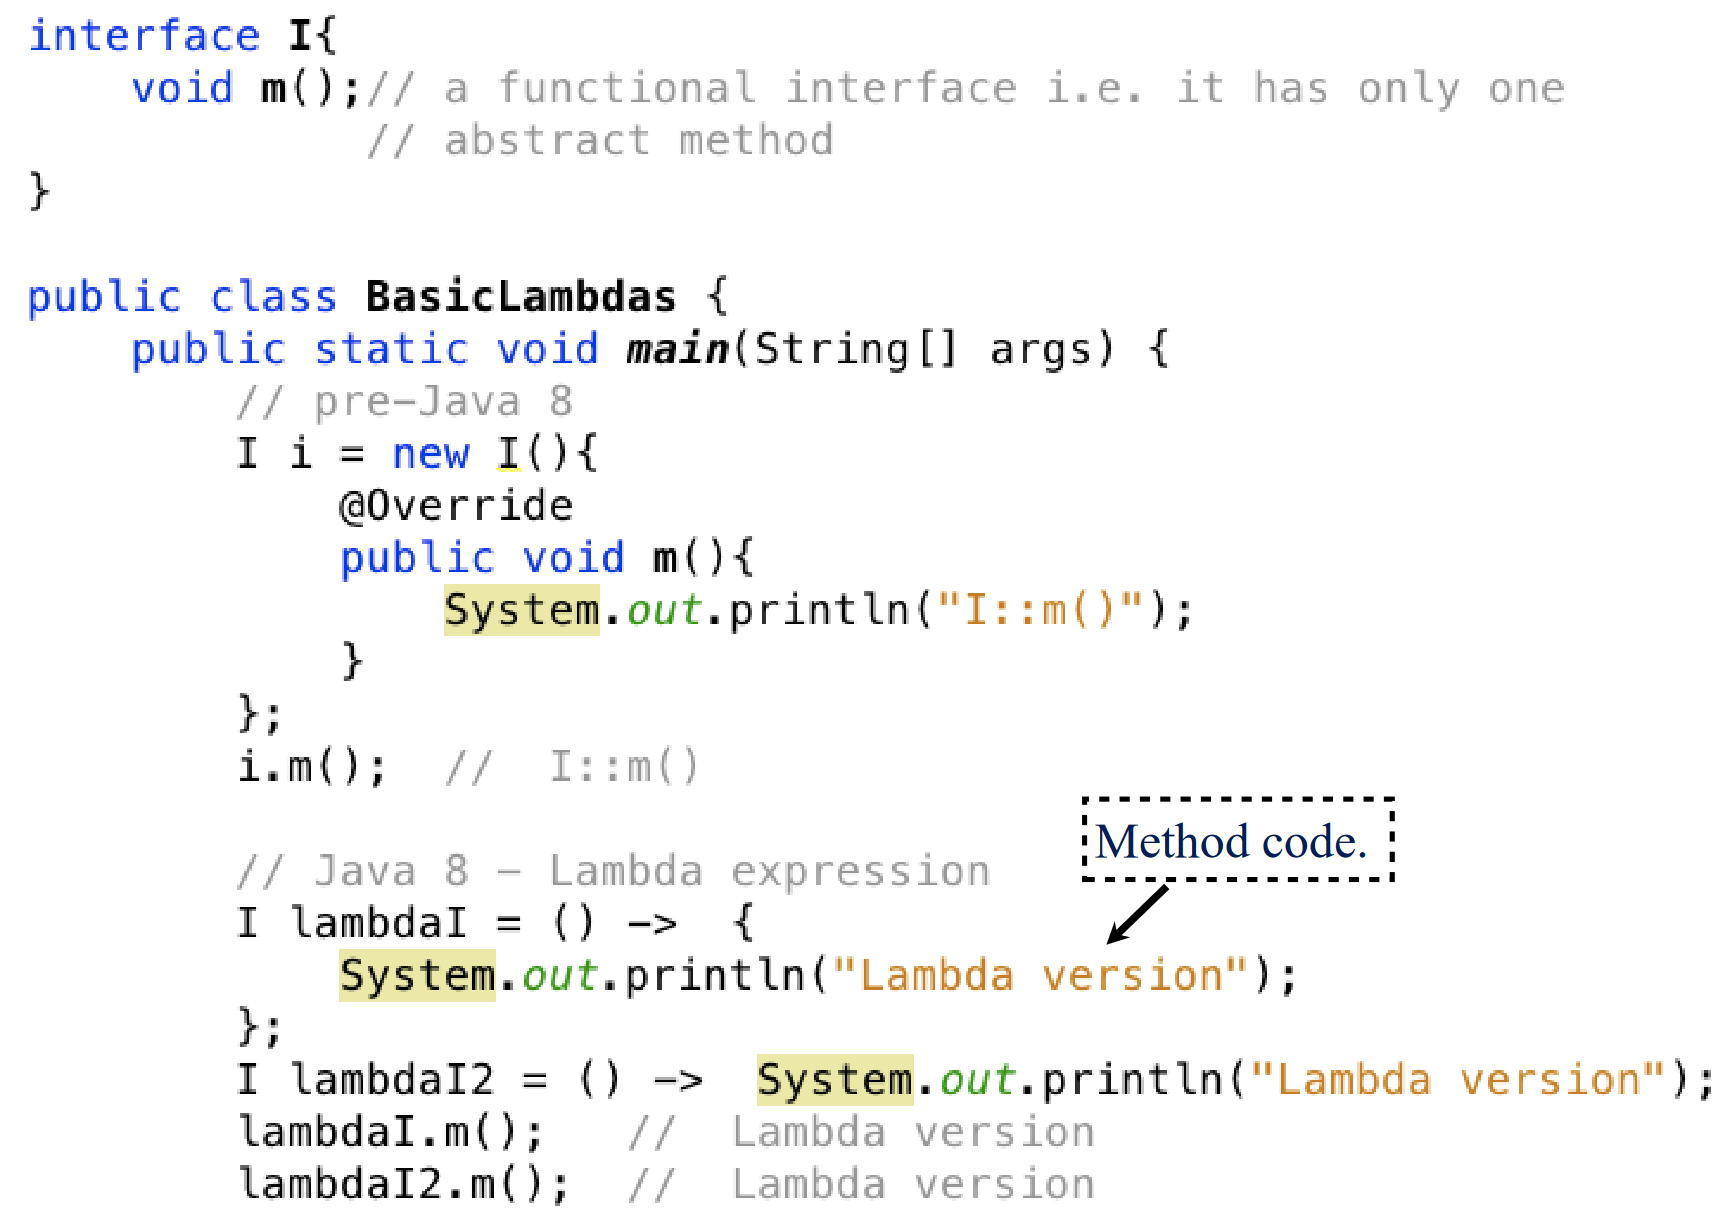 interface I{
    void m();// a functional interface i.e. it has only one
             // abstract method
}

public class BasicLambdas {
    public static void main(String[] args) {
        // pre-Java 8
        I i = new I(){
            @Override
            public void m(){
                System.out.println("I::m()");
            }
        };
        i.m();  //  I::m()

Method code.
        // Java 8 - Lambda expression
        I lambdaI = () ->  {
            System.out.println("Lambda version");
        };
        I lambdaI2 = () ->  System.out.println("Lambda version");
        lambdaI.m();   //  Lambda version
        lambdaI2.m();  //  Lambda version